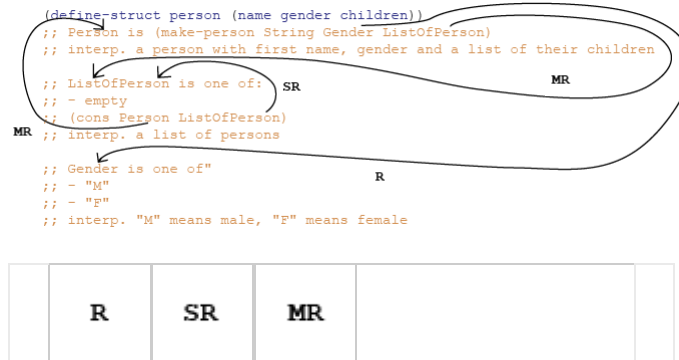 (define-struct person (name gender children))
;; Person is (make-person String Gender ListOfPerson)
;; interp. a person with first name, gender and a list of their children
;; ListOfPerson is one of:
SR
MR
;; - empty
;; (cons Person ListOfPerson)
MR
;; interp. a list of persons
;; Gender is one of"
R
;; - "M"
;; - "F"
;; interp. "M" means male, "F" means female
R SR MR